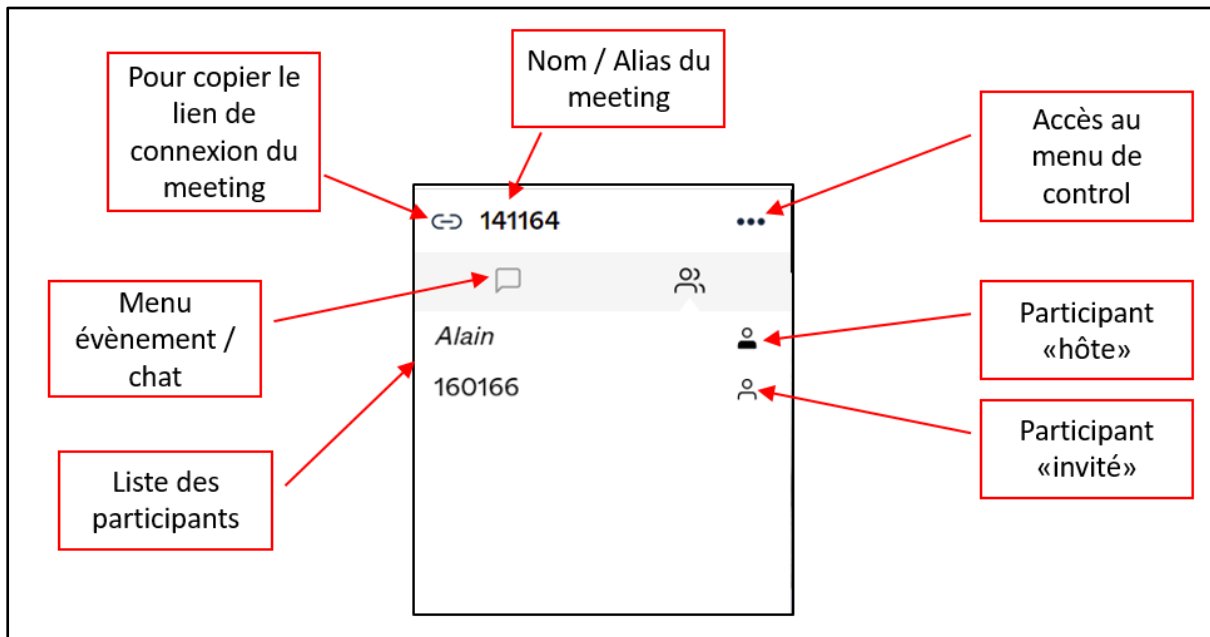 Pour copier le
lien de
connexion du
meeting
Nom / Alias du
meeting
Accès au
menu de
control
141164
Menu
évènement /
chat
Alain
160166
Participant
«hôte»
Participant
«invité»
Liste des
participants